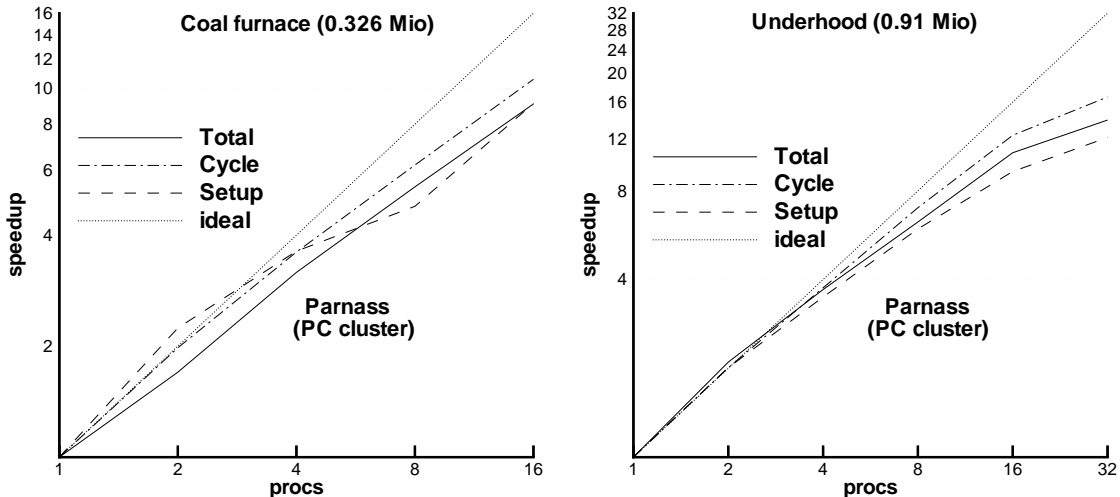 Coal furnace (0.326 Mio)
16
14
12
10
8
6
4
2
speedup
Total
Cycle
Setup
ideal
Parnass
(PC cluster)
1
2
4
8
16
procs
Underhood (0.91 Mio)
32
28
24
20
16
12
8
4
speedup
Total
Cycle
Setup
ideal
Parnass
(PC cluster)
1
2
4
8
16
32
procs